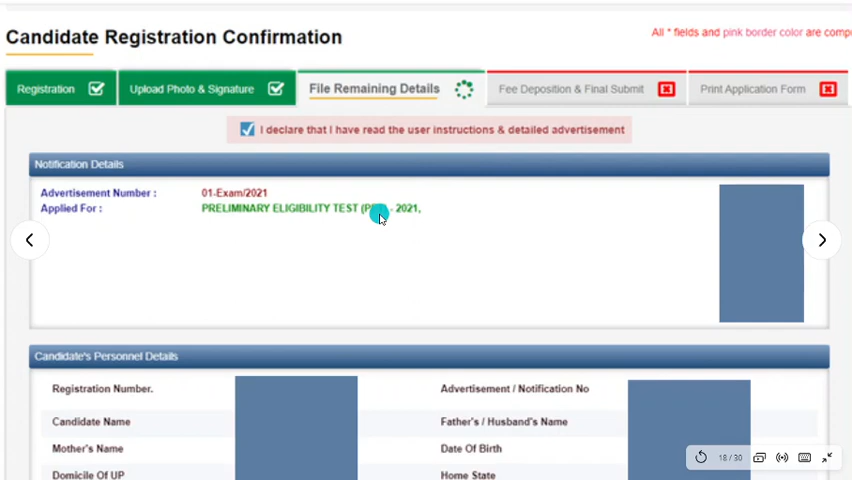 Candidate Registration Confirmation
All * fields and pink border color are
Registration
Upload Photo & Signature
File Remaining Details
Fee Deposition & Final Submit
Print Application Form
I declare that I have read the user instructions & detailed advertisement
Notification Details
Advertisement Number : 01-Exam/2021
Applied For : PRELIMINARY ELIGIBILITY TEST - 2021,
Candidate's Personnel Details
Registration Number. Advertisement / Notification No
Candidate Name Father's / Husband's Name
Mother's Name Date Of Birth
Domicile Of UP Home State
18 / 30